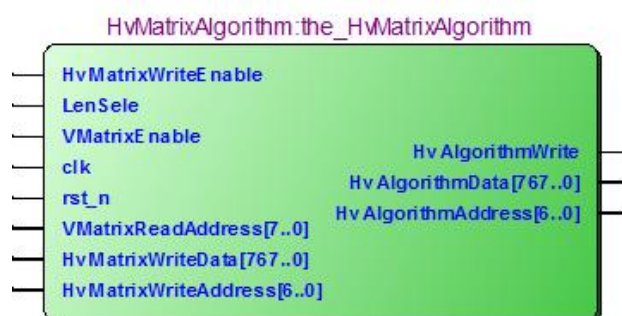 HvMatrixAlgorithm:the_HvMatrixAlgorithm
HvMatrixWriteEnable
LenSele
VMatrixEnable
clk
rst_n
VMatrixReadAddress[7..0]
HvMatrixWriteData[767..0]
HvMatrixWriteAddress[6..0]
HvAlgorithmWrite
HvAlgorithmData[767..0]
HvAlgorithmAddress[6..0]